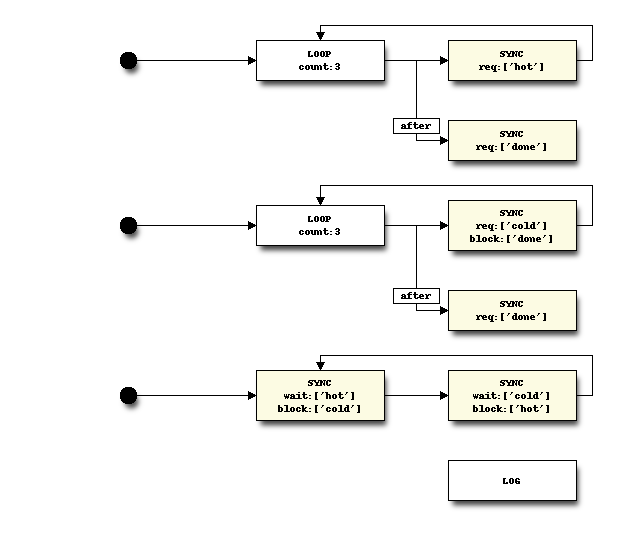 LOOP
count:3
SYNC
req:['hot']
after
SYNC
req:['done']
LOOP
count:3
SYNC
req:['cold']
block:['done']
after
SYNC
req:['done']
SYNC
wait:['hot']
block:['cold']
SYNC
wait:['cold']
block:['hot']
LOG